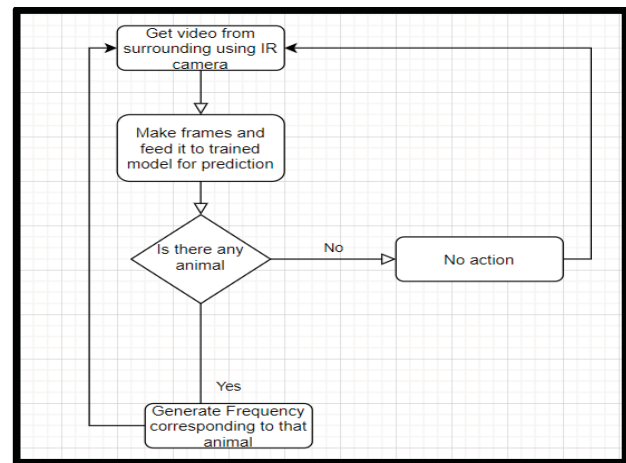 Get video from
surrounding using IR
camera
Make frames and
feed it to trained
model for prediction
Is there any
animal
No
No action
Yes
Generate Frequency
corresponding to that
animal